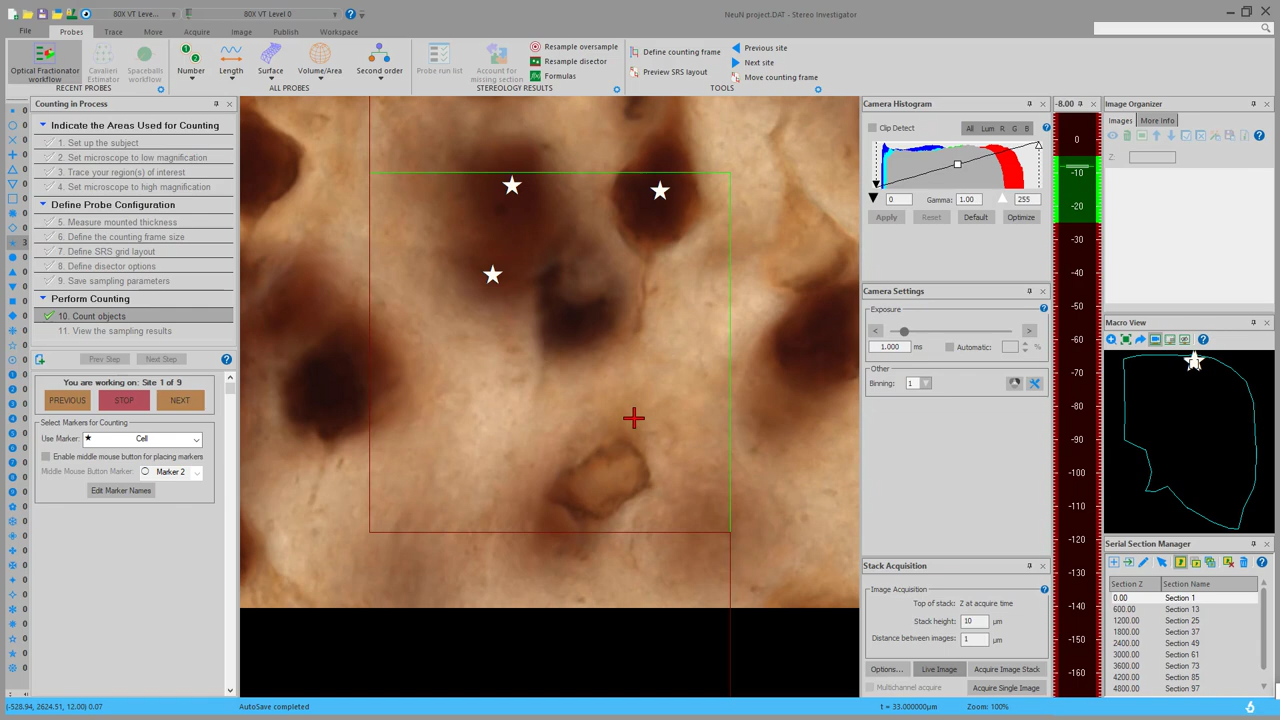 80X VT Leve...
80X VT Level 0
NeuN project.DAT - Stereo Investigator
File
Probes
Trace
Move
Acquire
Image
Publish
Workspace
Optical Fractionator workflow
Cavalieri Estimator
Spaceballs workflow
RECENT PROBES
Number
Length
Surface
Volume/Area
Second order
ALL PROBES
Probe run list
Account for missing section
Resample oversample
Resample disector
Formulas
STEREOLOGY RESULTS
Define counting frame
Preview SRS layout
Previous site
Next site
Move counting frame
TOOLS
Counting in Process
Indicate the Areas Used for Counting
1. Set up the subject
2. Set microscope to low magnification
3. Trace your region(s) of interest
4. Set microscope to high magnification
Define Probe Configuration
5. Measure mounted thickness
6. Define the counting frame size
7. Define SRS grid layout
8. Define disector options
9. Save sampling parameters
Perform Counting
10. Count objects
11. View the sampling results
Prev Step
Next Step
You are working on: Site 1 of 9
PREVIOUS
STOP
NEXT
Select Markers for Counting
Use Marker:
Cell
Enable middle mouse button for placing markers
Middle Mouse Button Marker:
Marker 2
Edit Marker Names
Camera Histogram
Clip Detect
All
Lum
R
G
B
0
Gamma:
1.00
255
Apply
Reset
Default
Optimize
Camera Settings
Exposure
<
>
1.000
ms
Automatic:
%
Other
Binning:
1
Stack Acquisition
Image Acquisition
Top of stack: Z at acquire time
Stack height:
10
µm
Distance between images:
1
µm
Options...
Live Image
Acquire Image Stack
Multichannel acquire
Acquire Single Image
-8.00
0
-10
-20
-30
-40
-50
-60
-70
-80
-90
-100
-110
-120
-130
-140
-150
-160
Image Organizer
Images
More Info
Z:
Macro View
Serial Section Manager
Section Z
Section Name
0.00
Section 1
600.00
Section 13
1200.00
Section 25
1800.00
Section 37
2400.00
Section 49
3000.00
Section 61
3600.00
Section 73
4200.00
Section 85
4800.00
Section 97
(-528.94, 2624.51, 12.00) 0.07
AutoSave completed
t = 33.000000µm
Zoom: 100%